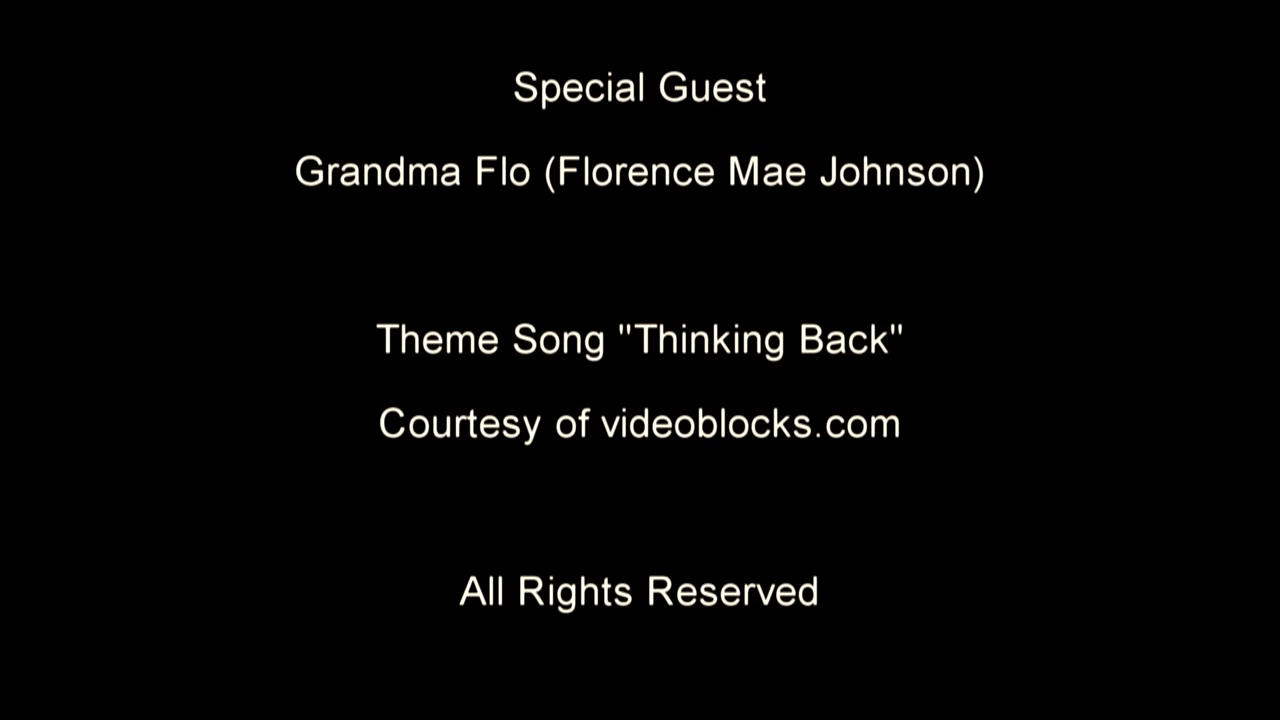 Special Guest
Grandma Flo (Florence Mae Johnson)
Theme Song "Thinking Back"
Courtesy of videoblocks.com
All Rights Reserved